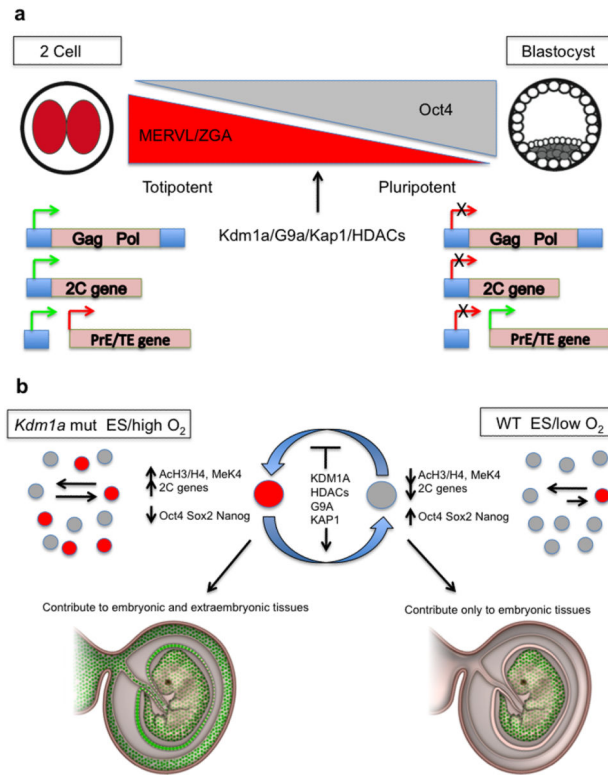 a
2 Cell
Blastocyst
Oct4
MERVL/ZGA
Totipotent
Pluripotent
Kdm1a/G9a/Kap1/HDACs
Gag Pol
2C gene
PrE/TE gene
Gag Pol
2C gene
PrE/TE gene
b
Kdm1a mut ES/high O2
WT ES/low O2
AcH3/H4, MeK4
2C genes
Oct4 Sox2 Nanog
KDM1A
HDACs
G9A
KAP1
AcH3/H4, MeK4
2C genes
Oct4 Sox2 Nanog
Contribute to embryonic and extraembryonic tissues
Contribute only to embryonic tissues